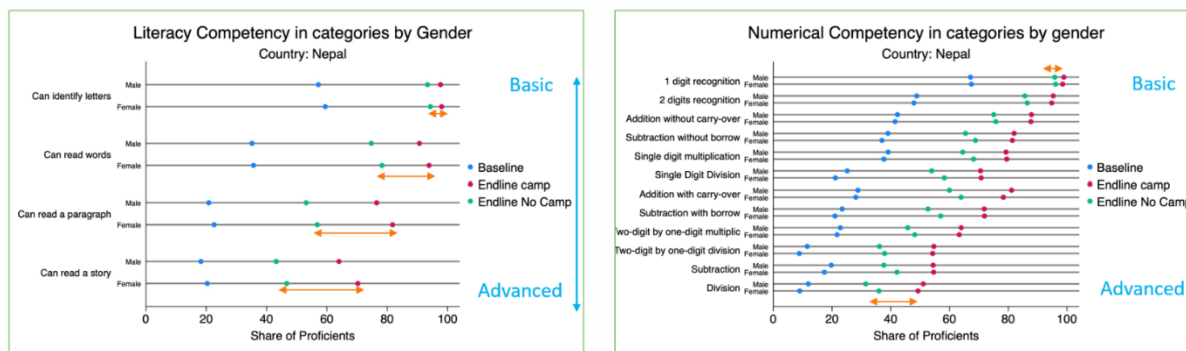 Literacy Competency in categories by Gender
Country: Nepal
Basic
Can identify letters
Male
Female
Can read words
Male
Female
Can read a paragraph
Male
Female
Can read a story
Male
Female
Baseline
Endline camp
Endline No Camp
Advanced
0 20 40 60 80 100
Share of Proficients
Numerical Competency in categories by gender
Country: Nepal
Basic
1 digit recognition
Male
Female
2 digits recognition
Male
Female
Addition without carry-over
Male
Female
Subtraction without borrow
Male
Female
Single digit multiplication
Male
Female
Single Digit Division
Male
Female
Addition with carry-over
Male
Female
Subtraction with borrow
Male
Female
Two-digit by one-digit multiplic
Male
Female
Two-digit by one-digit division
Male
Female
Subtraction
Male
Female
Division
Male
Female
Baseline
Endline camp
Endline No Camp
Advanced
0 20 40 60 80 100
Share of Proficients